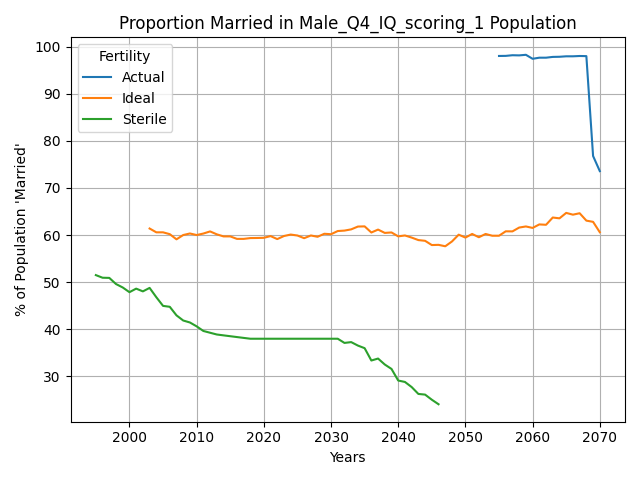 Proportion Married in Male_Q4_IQ_scoring_1 Population
Fertility
Actual
Ideal
Sterile
% of Population 'Married'
100
90
80
70
60
50
40
30
2000 2010 2020 2030 2040 2050 2060 2070
Years